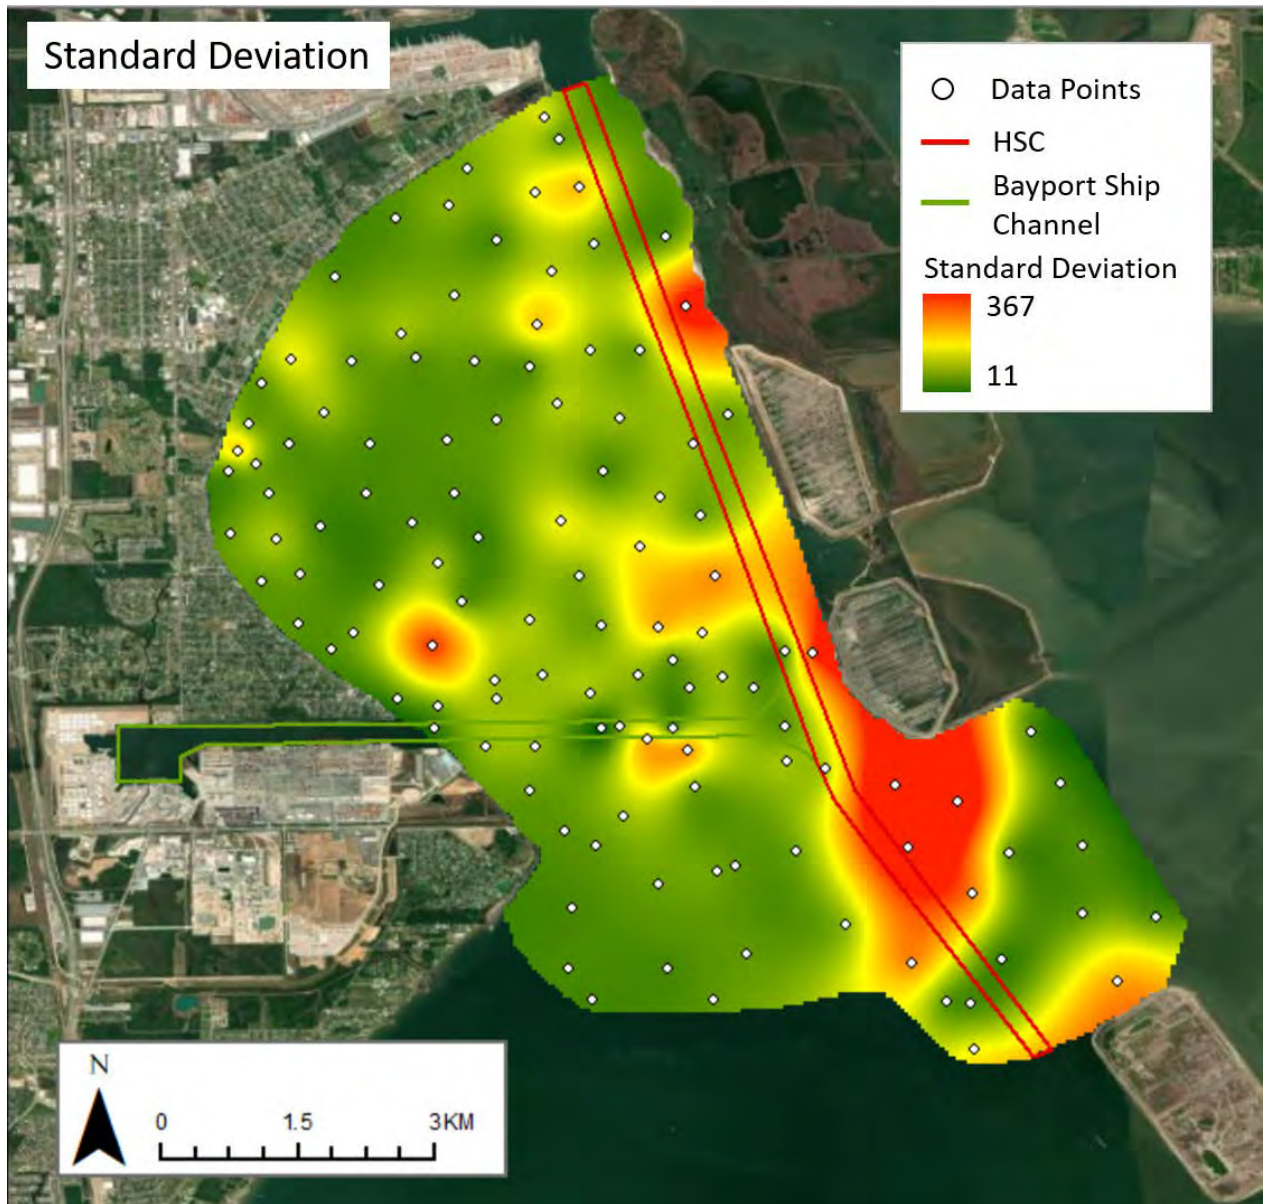 Standard Deviation
Data Points
HSC
Bayport Ship
Channel
Standard Deviation
367
11
N
0 1.5 3KM